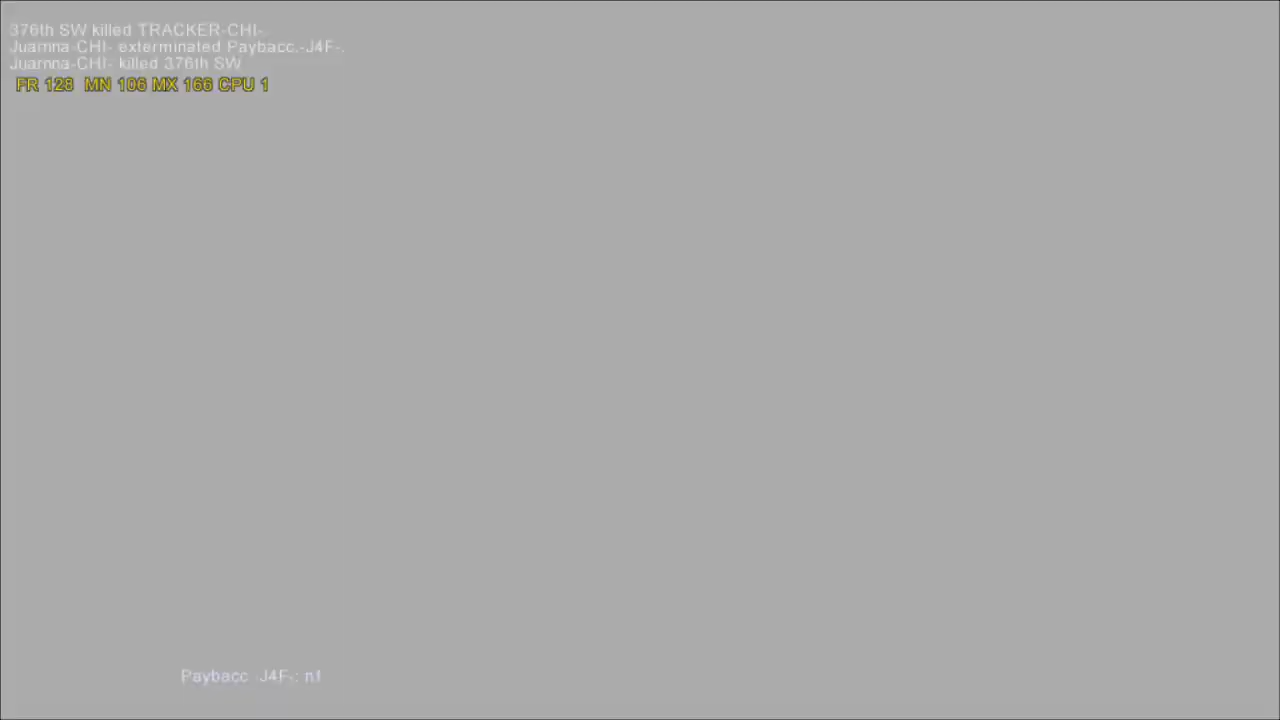 376th SW killed TRACKER-CHI-.
Juamna-CHI- exterminated Paybacc.-J4F-.
Juamna-CHI- killed 376th SW
FR 128 MN 106 MX 166 CPU 1
Paybacc -J4F-: n1